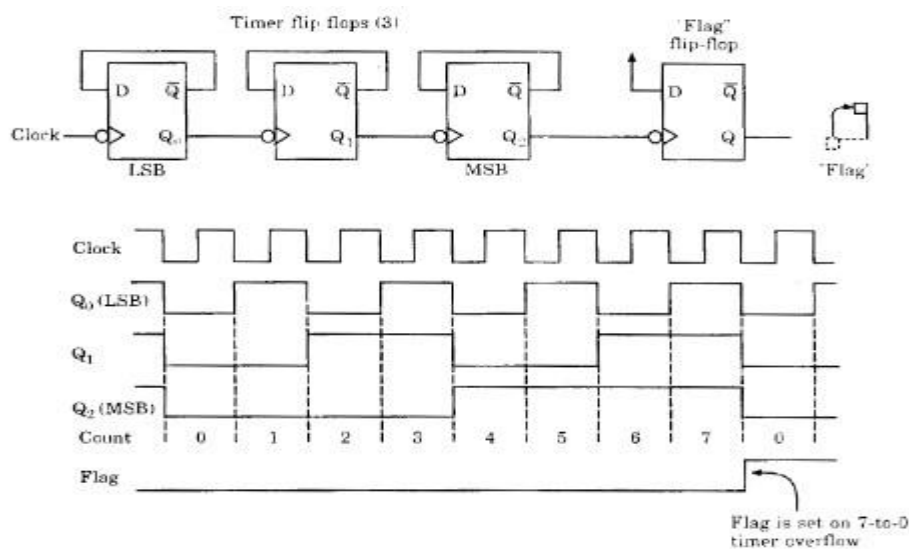 Timer flip flops (3)
"Flag"
flip-flop
D Q̅
D Q̅
D Q̅
D Q̅
Clock
Q₀
Q₁
Q₂
Q
LSB
MSB
"Flag"
Clock
Q₀ (LSB)
Q₁
Q₂ (MSB)
Count 0 1 2 3 4 5 6 7 0
Flag
Flag is set on 7-to-0
timer overflow